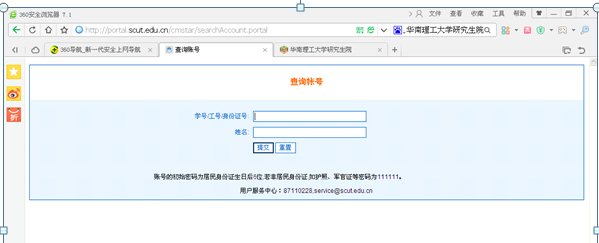 360安全浏览器 7.1
文件 查看 收藏 工具 帮助
http://portal.scut.edu.cn/cmstar/searchAccount.portal
华南理工大学研究生院
360导航_新一代安全上网导航
查询账号
华南理工大学研究生院
查询帐号
学号/工号/身份证号:
姓名:
提交 重置
账号的初始密码为居民身份证生日后6位,若非居民身份证,如护照、军官证等密码为111111。
用户服务中心：87110228,service@scut.edu.cn